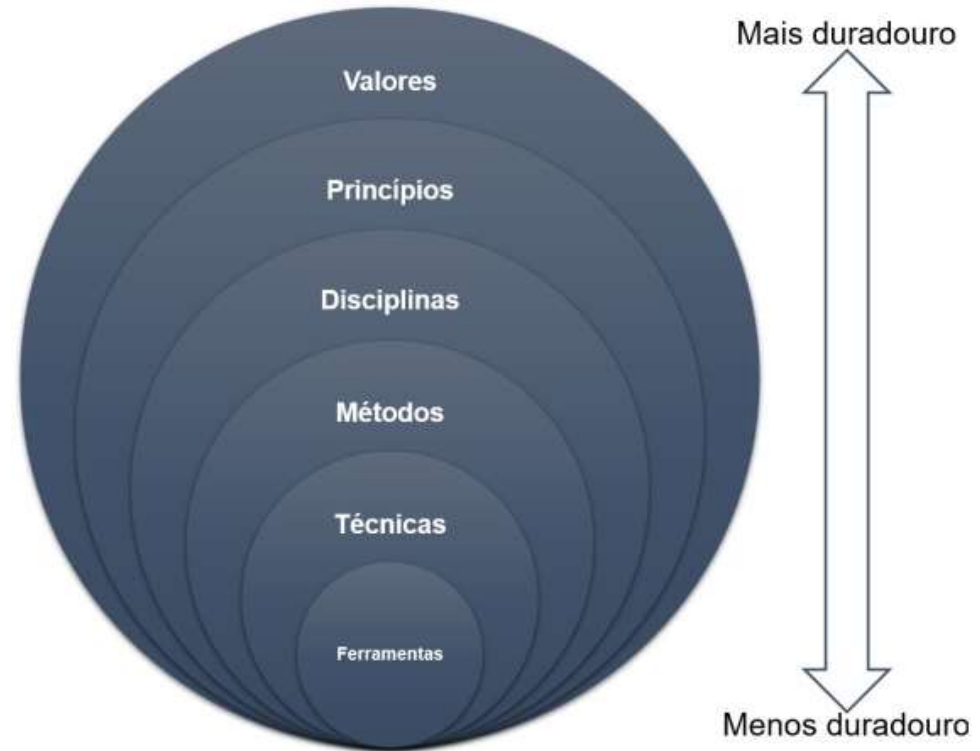 Mais duradouro
Valores
Princípios
Disciplinas
Métodos
Técnicas
Ferramentas
Menos duradouro